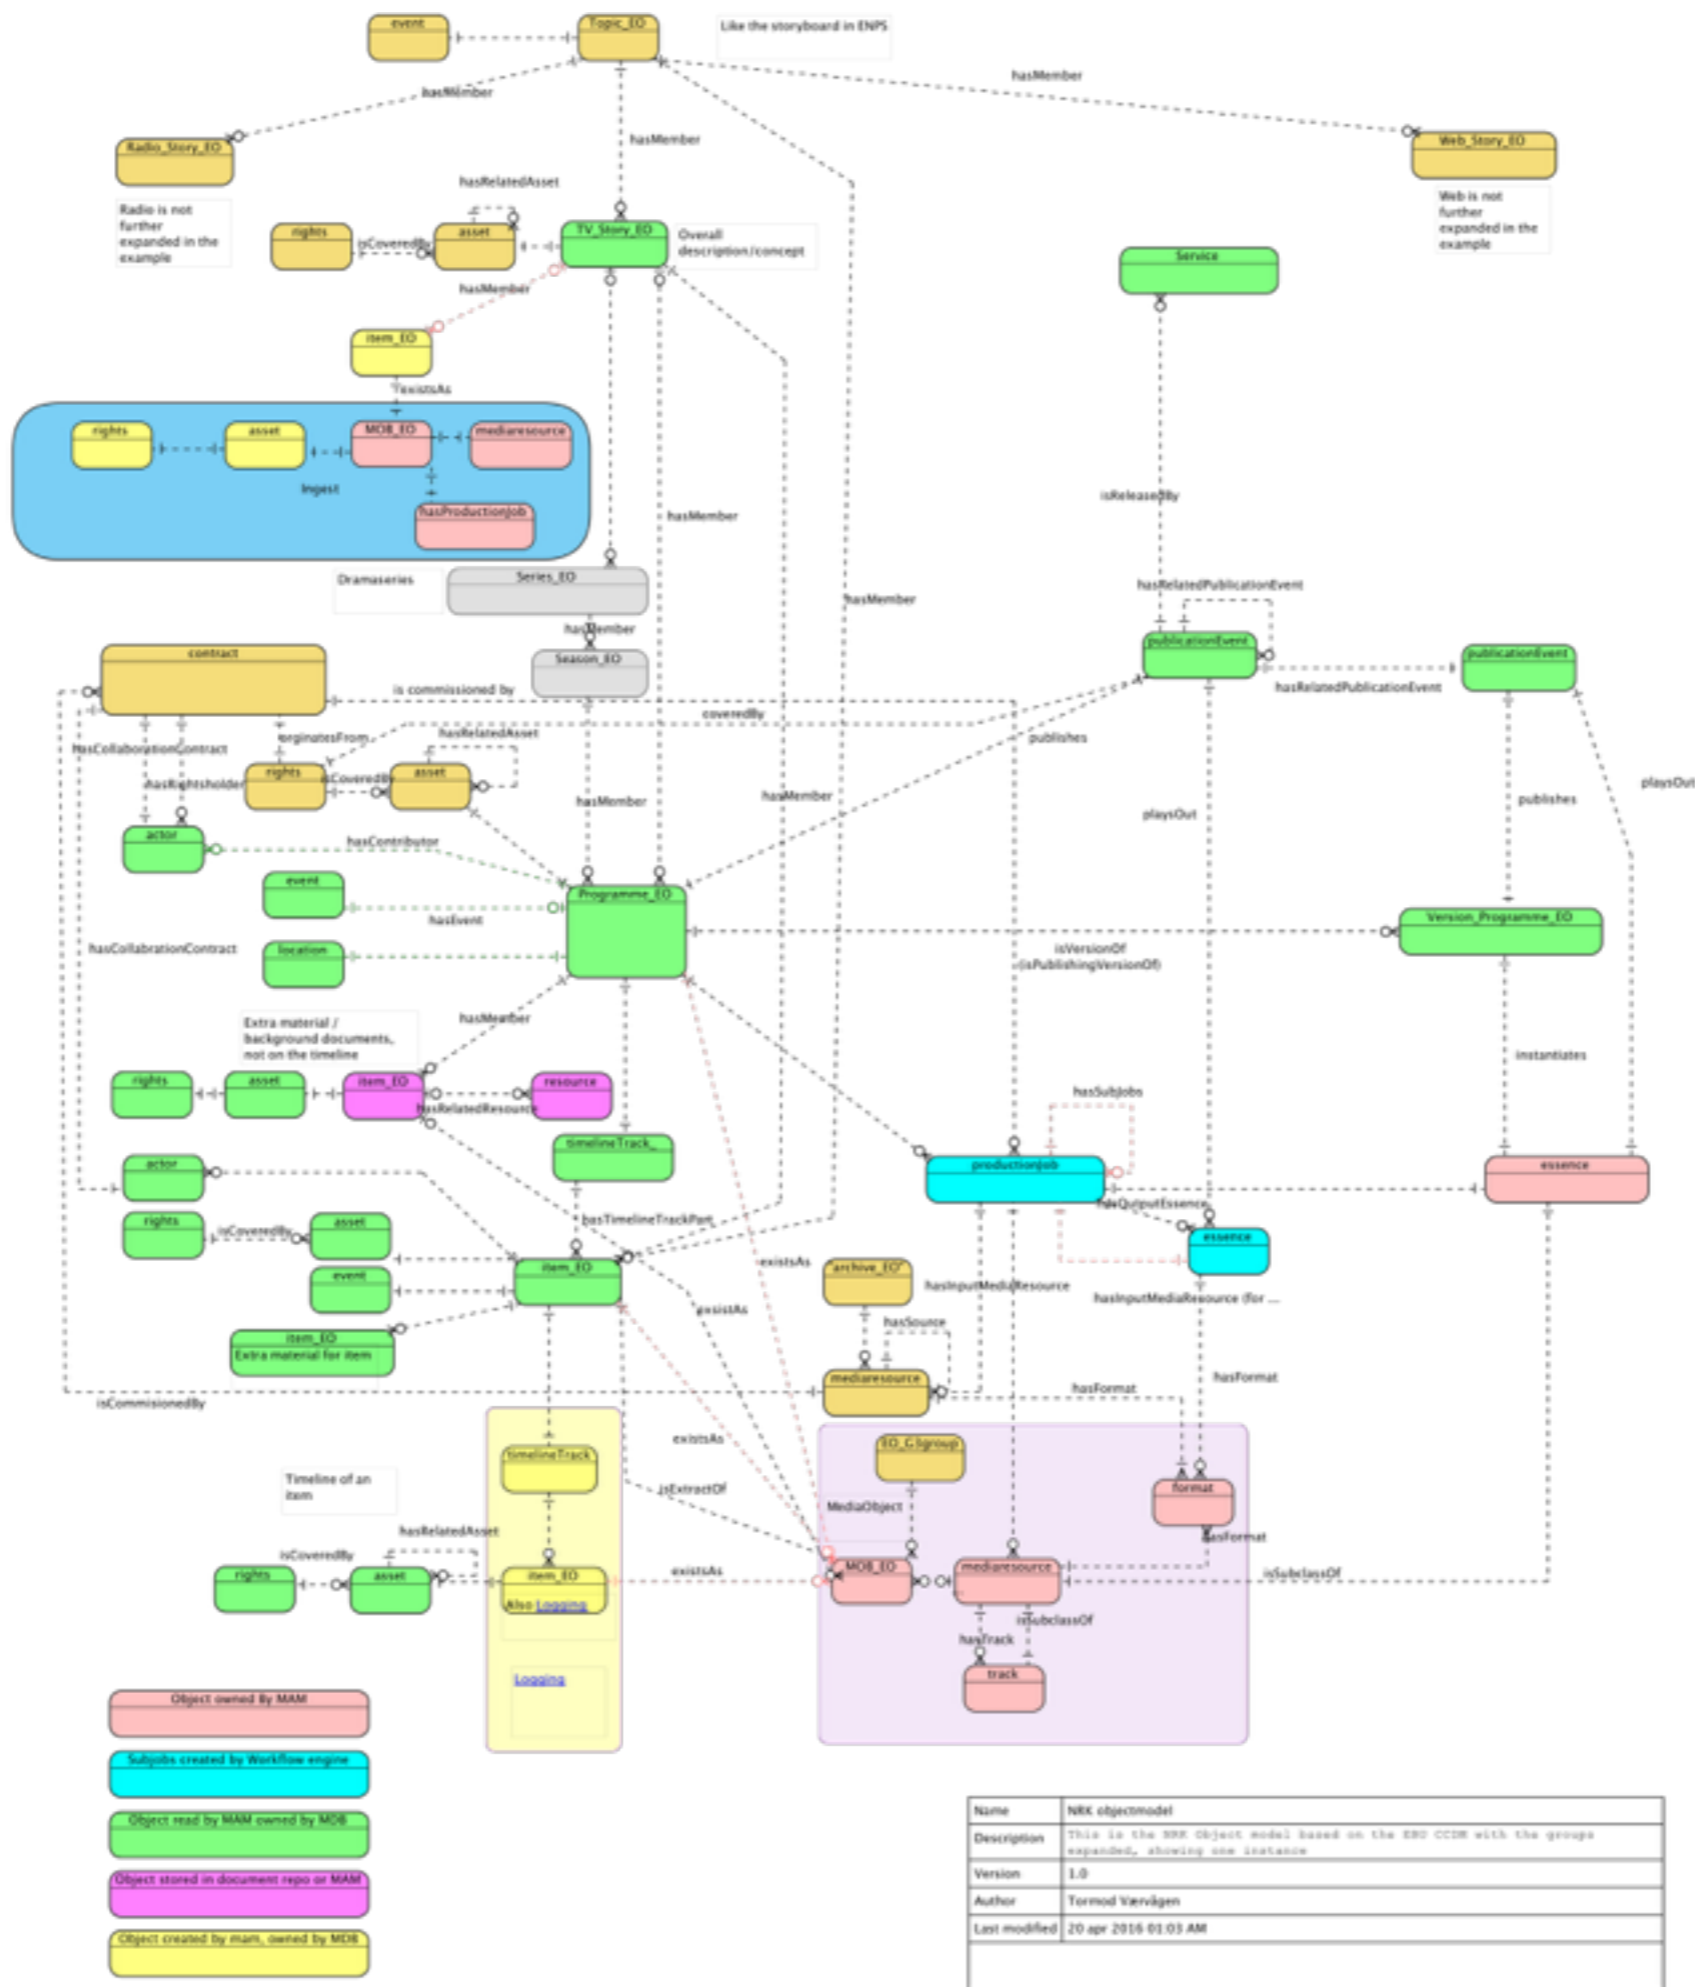 event
Topic_EO
Like the storyboard in ENPS
hasMember
hasMember
hasMember
Radio_Story_EO
Web_Story_EO
Radio is not
further
expanded in the
example
Web is not
further
expanded in the
example
hasRelatedAsset
rights
isCoveredBy
asset
TV_Story_EO
Overall
description/concept
Service
hasMember
item_EO
existsAs
rights
asset
MOB_EO
mediaresource
Ingest
hasProductionJob
isReleasedBy
hasMember
Dramaseries
Series_EO
hasRelatedPublicationEvent
hasMember
hasMember
Season_EO
publicationEvent
publicationEvent
hasRelatedPublicationEvent
contract
is commissioned by
coveredBy
hasRelatedAsset
orginatesFrom
hasCollaborationContract
publishes
rights
isCoveredBy
asset
hasRightsholder
hasMember
hasMember
playsOut
publishes
playsOut
actor
hasContributor
event
hasEvent
Programme_EO
Version_Programme_EO
location
hasCollabrationContract
isVersionOf
(isPublishingVersionOf)
Extra material /
background documents,
not on the timeline
hasMember
instantiates
rights
asset
item_EO
resource
hasRelatedResource
hasSubJobs
timelineTrack_
actor
productionJob
essence
hasOutputEssence
rights
isCoveredBy
asset
hasTimelineTrackPart
essence
event
item_EO
existsAs
archive_EO"
hasInputMediaResource
hasInputMediaResource (for ...
exsistAs
hasSource
item_EO
Extra material for item
mediaresource
hasFormat
hasFormat
isCommisionedBy
existsAs
EO_G3group
timelineTrack
Timeline of an
item
isExtractOf
MediaObject
format
hasFormat
hasRelatedAsset
isCoveredBy
rights
asset
item_EO
Also Logging
existsAs
MOB_EO
mediaresource
isSubclassOf
isSubclassOf
hasTrack
track
Logging
Object owned By MAM
Subjobs created by Workflow engine
Object read by MAM owned by MDB
Object stored in document repo or MAM
Object created by mam, owned by MDB
Name NRK objectmodel
Description This is the NRK Object model based on the EBU CCDM with the groups
expanded, showing one instance
Version 1.0
Author Tormod Værvågen
Last modified 20 apr 2016 01:03 AM